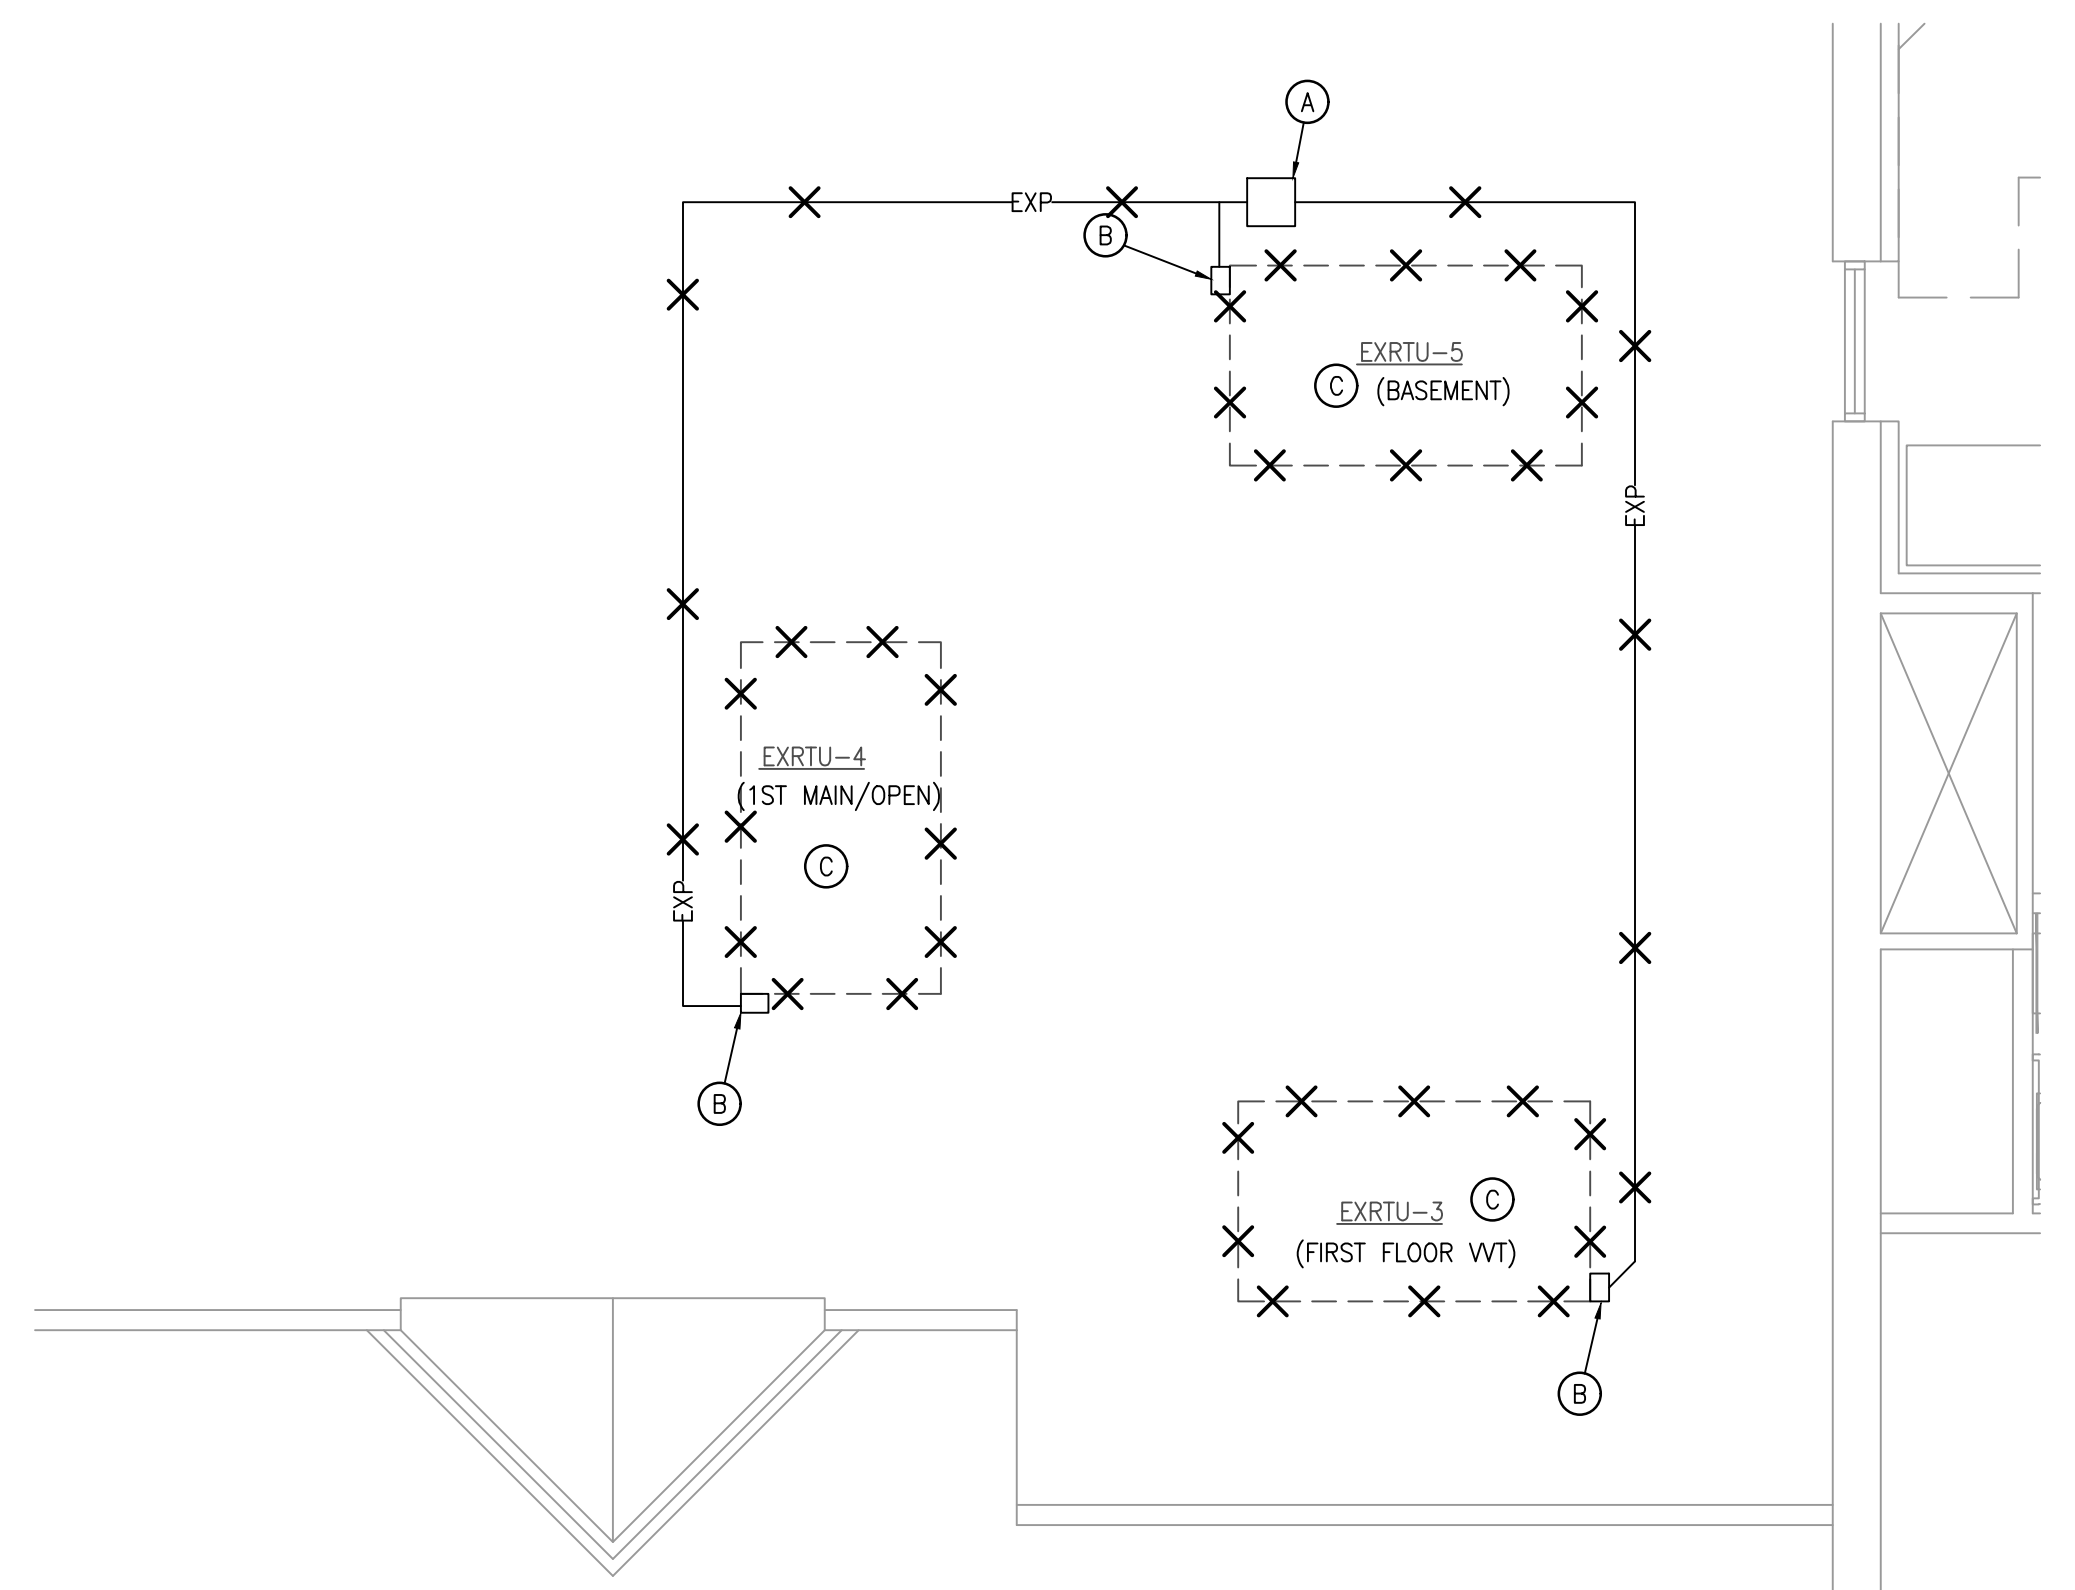 A
EXP
B
EXRTU-5
C (BASEMENT)
EXP
EXRTU-4
(1ST MAIN/OPEN)
C
EXP
B
EXRTU-3
C
(FIRST FLOOR VVT)
B